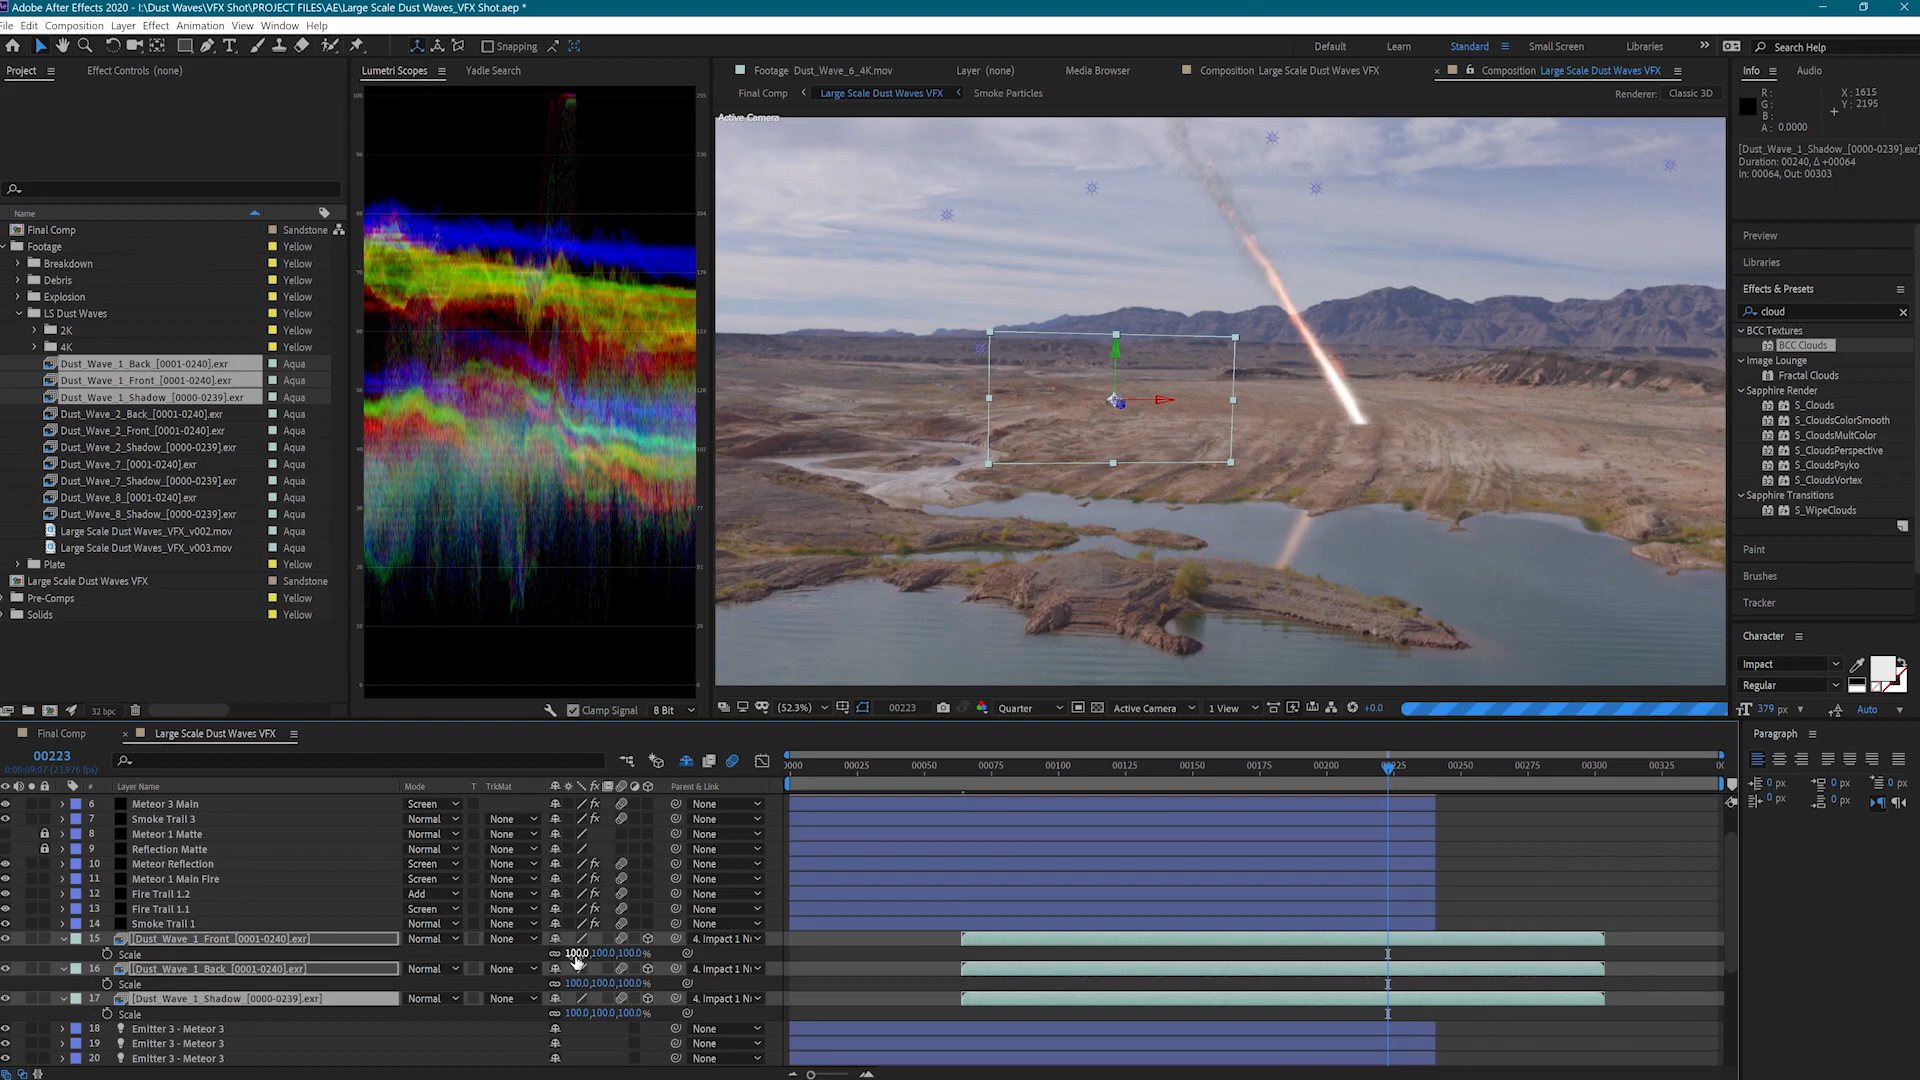 Adobe After Effects 2020 - I:\Dust Waves\VFX Shot\PROJECT FILES\AE\Large Scale Dust Waves_VFX Shot.aep *
File Edit Composition Layer Effect Animation View Window Help
Snapping
Default Learn Standard Small Screen Libraries Search Help
Project Effect Controls (none)
Lumetri Scopes Yadle Search
Footage Dust_Wave_6_4K.mov Layer (none) Media Browser Composition Large Scale Dust Waves VFX Composition Large Scale Dust Waves VFX
Final Comp Large Scale Dust Waves VFX Smoke Particles Renderer: Classic 3D
Active Camera
Info Audio
R: X: 1615
G: Y: 2195
B:
A: 0.0000
[Dust_Wave_1_Shadow_[0000-0239].exr]
Duration: 00240, Δ +00064
In: 00064, Out: 00303
Preview
Libraries
Effects & Presets
cloud
BCC Textures
BCC Clouds
Image Lounge
Fractal Clouds
Sapphire Render
S_Clouds
S_CloudsColorSmooth
S_CloudsMultColor
S_CloudsPerspective
S_CloudsPsyko
S_CloudsVortex
Sapphire Transitions
S_WipeClouds
Paint
Brushes
Tracker
Character
Impact
Regular
379 px Auto
Name
Final Comp Sandstone
Footage Yellow
Breakdown Yellow
Debris Yellow
Explosion Yellow
LS Dust Waves Yellow
2K Yellow
4K Yellow
Dust_Wave_1_Back_[0001-0240].exr Aqua
Dust_Wave_1_Front_[0001-0240].exr Aqua
Dust_Wave_1_Shadow_[0000-0239].exr Aqua
Dust_Wave_2_Back_[0001-0240].exr Aqua
Dust_Wave_2_Front_[0001-0240].exr Aqua
Dust_Wave_2_Shadow_[0000-0239].exr Aqua
Dust_Wave_7_[0001-0240].exr Aqua
Dust_Wave_7_Shadow_[0000-0239].exr Aqua
Dust_Wave_8_[0001-0240].exr Aqua
Dust_Wave_8_Shadow_[0000-0239].exr Aqua
Large Scale Dust Waves_VFX_v002.mov Aqua
Large Scale Dust Waves_VFX_v003.mov Aqua
Plate Yellow
Large Scale Dust Waves VFX Sandstone
Pre-Comps Yellow
Solids Yellow
32 bpc
Clamp Signal 8 Bit
(52.3%) 00223 Quarter Active Camera 1 View +0.0
Final Comp Large Scale Dust Waves VFX
00223
0:00:09:07 (23.976 fps)
# Layer Name Mode T TrkMat Parent & Link
0000 00025 00050 00075 00100 00125 00150 00175 00200 00225 00250 00275 00300 00325
6 Meteor 3 Main Screen None
7 Smoke Trail 3 Normal None None
8 Meteor 1 Matte Normal None None
9 Reflection Matte Normal None None
10 Meteor Reflection Screen None None
11 Meteor 1 Main Fire Screen None None
12 Fire Trail 1.2 Add None None
13 Fire Trail 1.1 Screen None None
14 Smoke Trail 1 Normal None None
15 [Dust_Wave_1_Front_[0001-0240].exr] Normal None 4. Impact 1 Nu
Scale 100.0,100.0,100.0%
16 [Dust_Wave_1_Back_[0001-0240].exr] Normal None 4. Impact 1 Nu
Scale 100.0,100.0,100.0%
17 [Dust_Wave_1_Shadow_[0000-0239].exr] Normal None 4. Impact 1 Nu
Scale 100.0,100.0,100.0%
18 Emitter 3 - Meteor 3 None
19 Emitter 3 - Meteor 3 None
20 Emitter 3 - Meteor 3 None
Paragraph
0 px 0 px 0 px
0 px 0 px